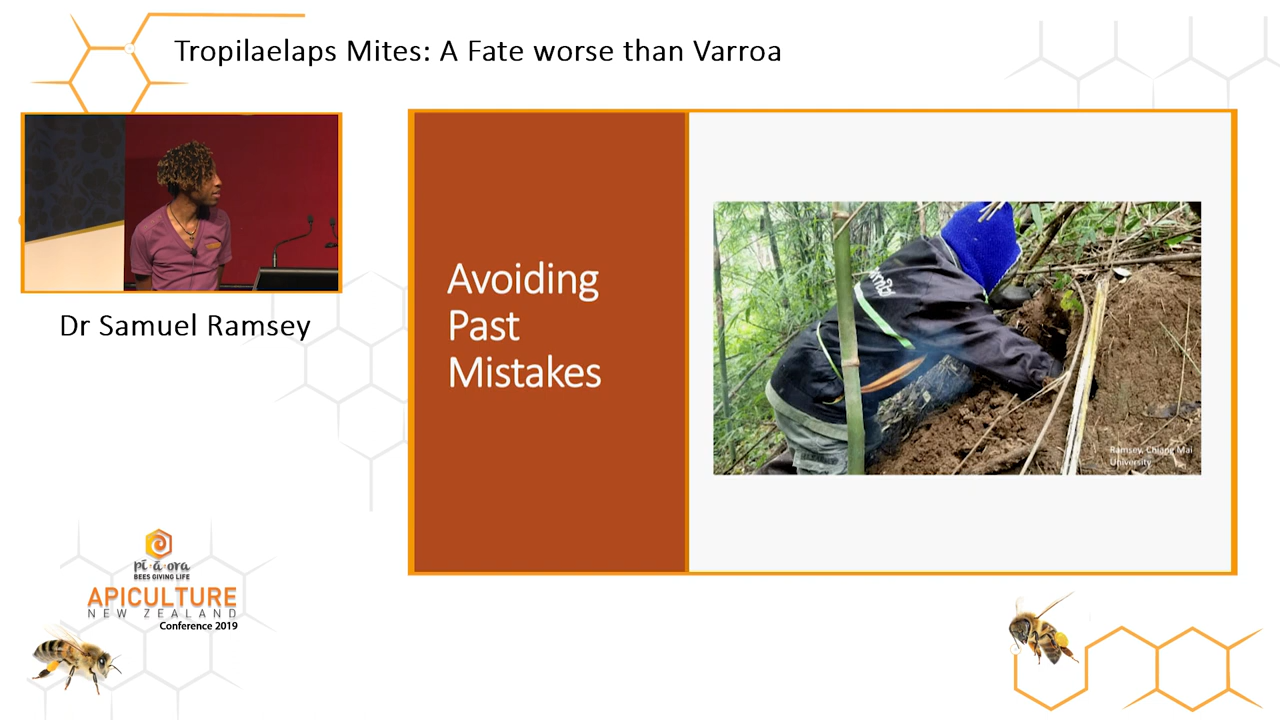 Tropilaelaps Mites: A Fate worse than Varroa
Dr Samuel Ramsey
Avoiding
Past
Mistakes
Ramsey, Chiang Mai
University
pī·ā·ora
BEES GIVING LIFE
APICULTURE
NEW ZEALAND
Conference 2019